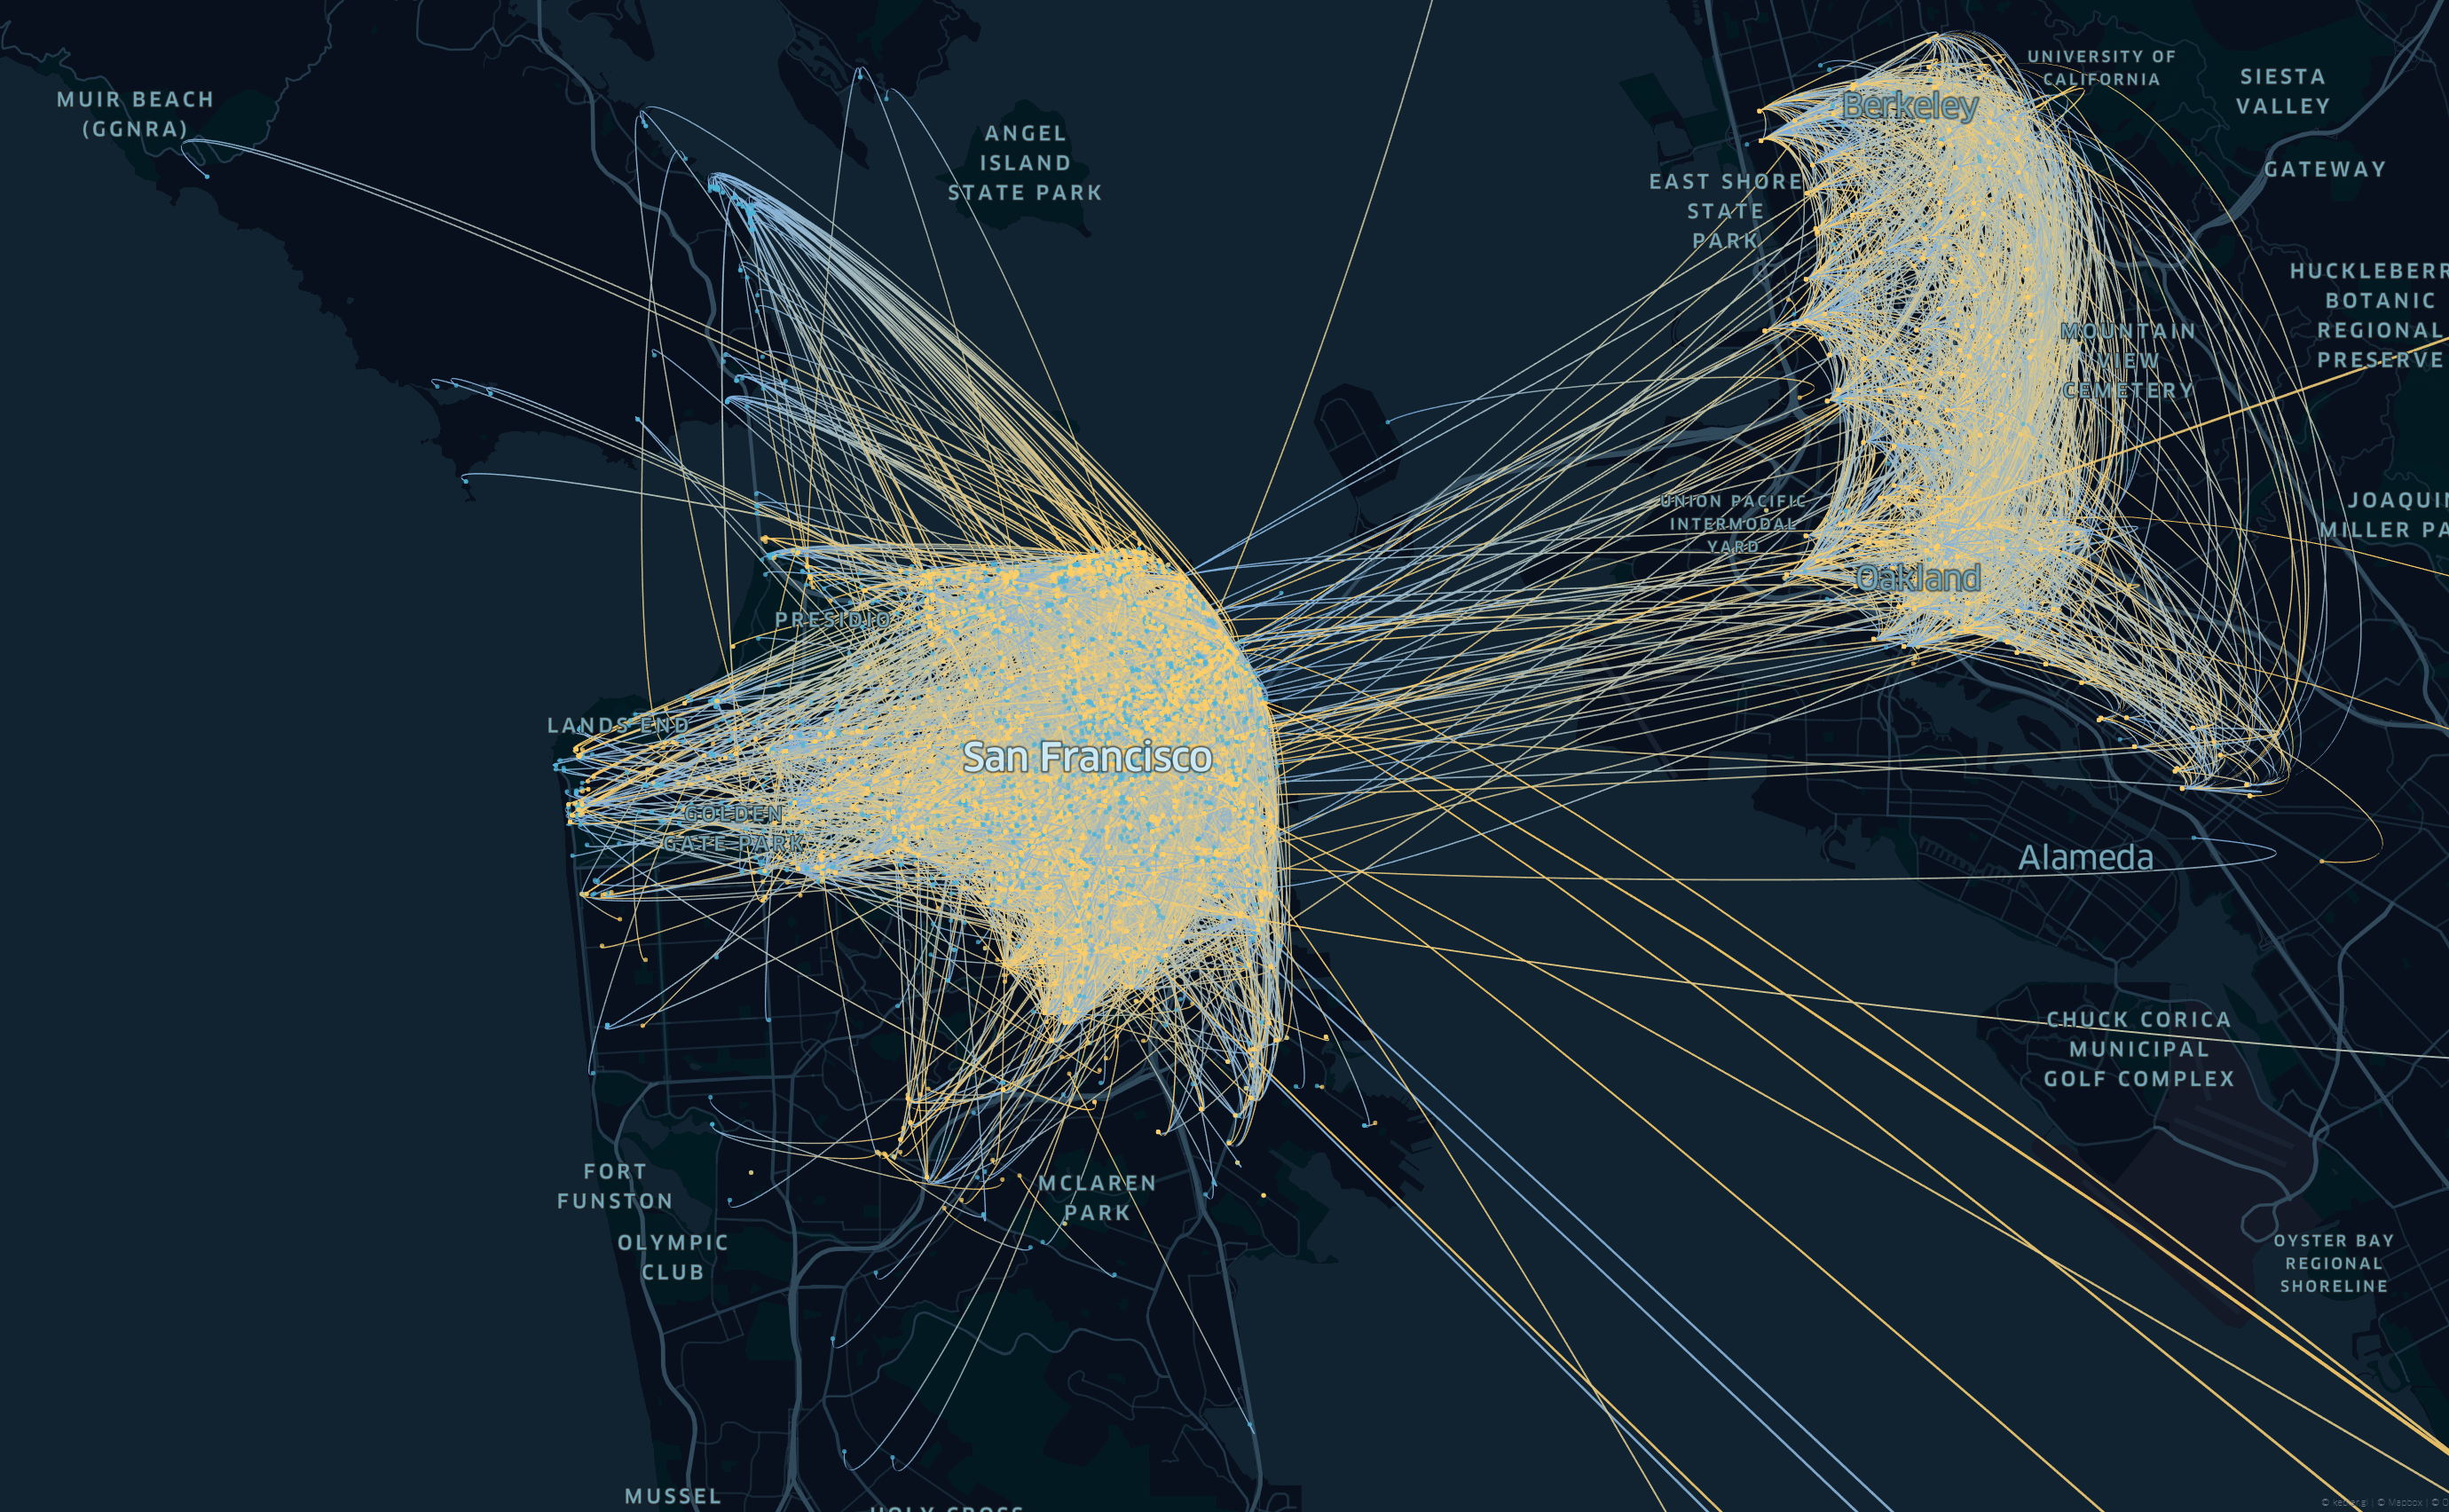 MUIR BEACH
(GGNRA)
ANGEL
ISLAND
STATE PARK
UNIVERSITY OF
CALIFORNIA
SIESTA
VALLEY
Berkeley
GATEWAY
EAST SHORE
STATE
PARK
HUCKLEBERR
BOTANIC
REGIONAL
PRESERVE
MOUNTAIN
VIEW
CEMETERY
UNION PACIFIC
INTERMODAL
YARD
JOAQUIN
MILLER PA
Oakland
PRESIDIO
LANDS END
San Francisco
GOLDEN
GATE PARK
Alameda
CHUCK CORICA
MUNICIPAL
GOLF COMPLEX
FORT
FUNSTON
MCLAREN
PARK
OLYMPIC
CLUB
OYSTER BAY
REGIONAL
SHORELINE
MUSSEL
HOLY CROSS
© kepler.gl | © Mapbox | ©